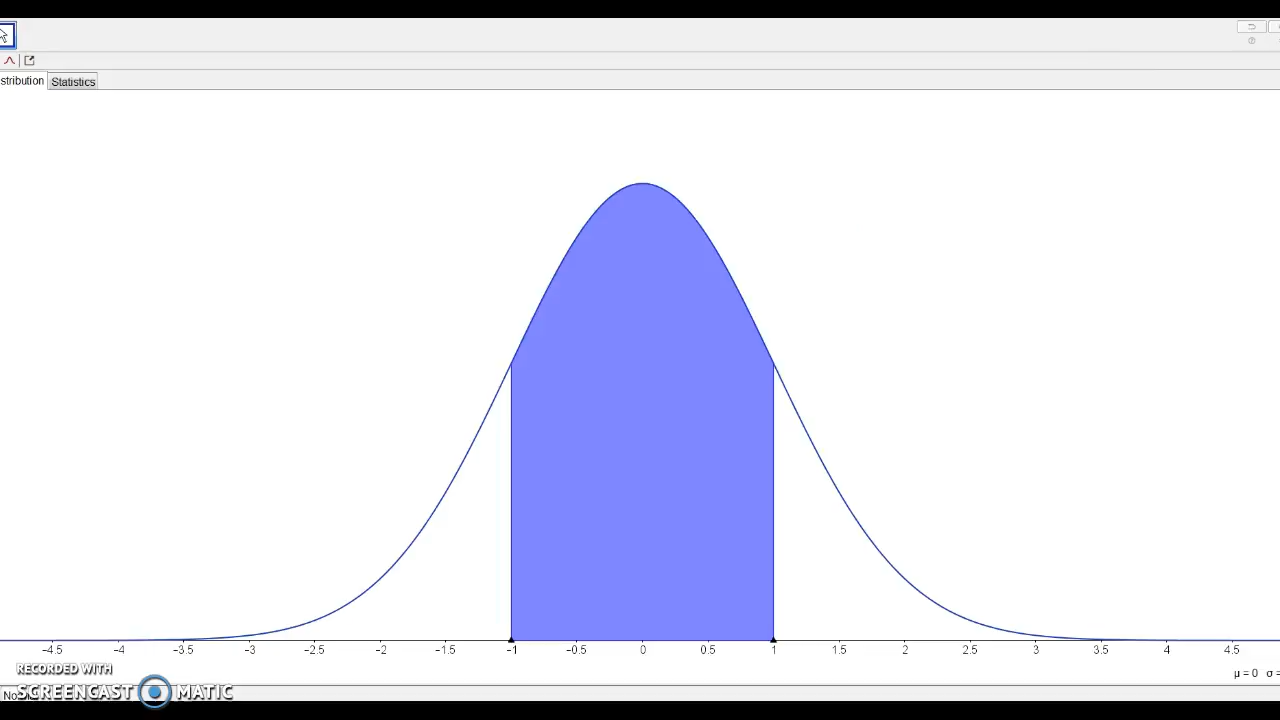 stribution Statistics
-4.5 -4 -3.5 -3 -2.5 -2 -1.5 -1 -0.5 0 0.5 1 1.5 2 2.5 3 3.5 4 4.5
μ = 0 σ =
RECORDED WITH
SCREENCAST MATIC